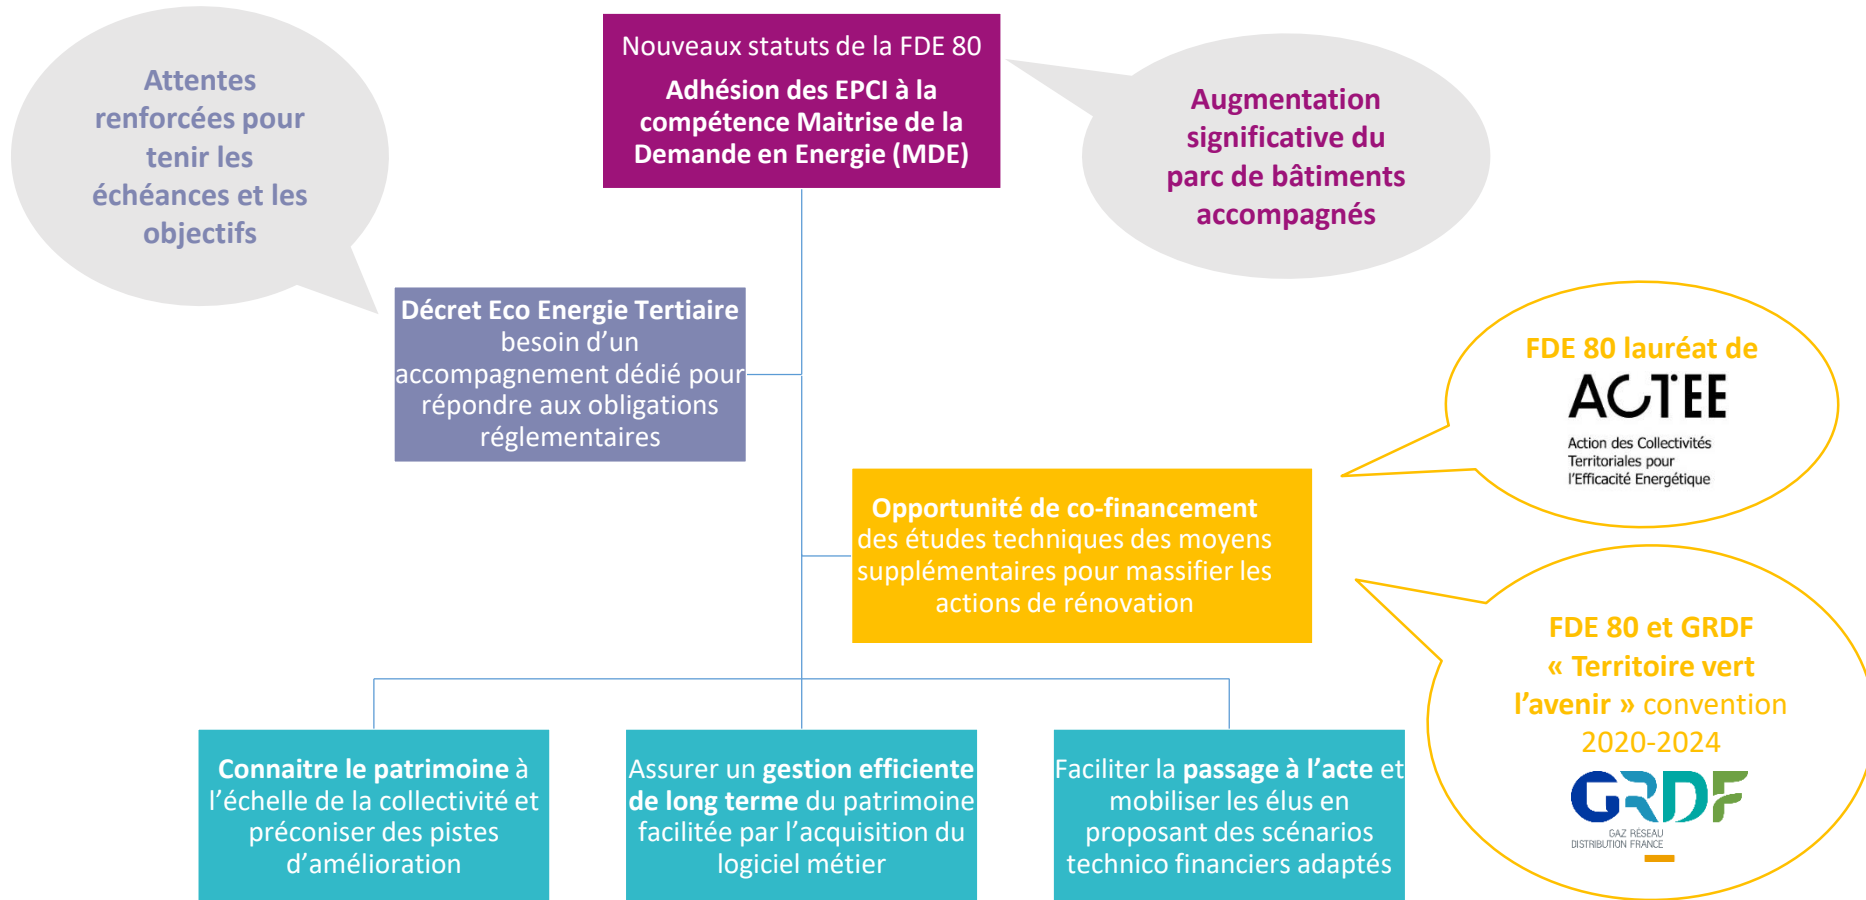 Attentes
renforcées pour
tenir les
échéances et les
objectifs
Nouveaux statuts de la FDE 80
Adhésion des EPCI à la
compétence Maitrise de la
Demande en Energie (MDE)
Augmentation
significative du
parc de bâtiments
accompagnés
Décret Eco Energie Tertiaire
besoin d’un
accompagnement dédié pour
répondre aux obligations
réglementaires
FDE 80 lauréat de
ACTEE
Action des Collectivités
Territoriales pour
l'Efficacité Energétique
Opportunité de co-financement
des études techniques des moyens
supplémentaires pour massifier les
actions de rénovation
FDE 80 et GRDF
« Territoire vert
l’avenir » convention
2020-2024
GRDF
GAZ RÉSEAU
DISTRIBUTION FRANCE
Connaitre le patrimoine à
l’échelle de la collectivité et
préconiser des pistes
d’amélioration
Assurer un gestion efficiente
de long terme du patrimoine
facilitée par l’acquisition du
logiciel métier
Faciliter la passage à l’acte et
mobiliser les élus en
proposant des scénarios
technico financiers adaptés